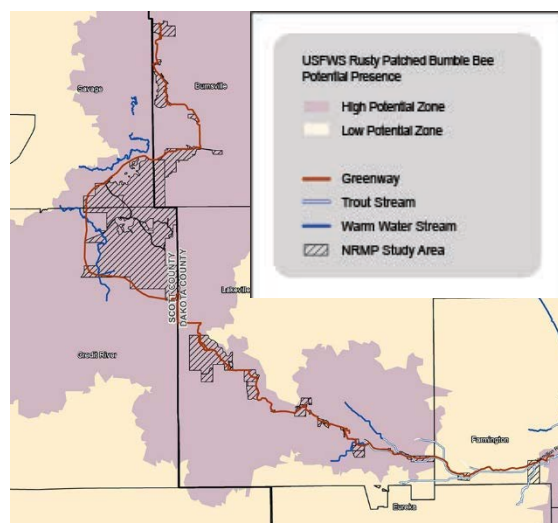 USFWS Rusty Patched Bumble Bee
Potential Presence
High Potential Zone
Low Potential Zone
Greenway
Trout Stream
Warm Water Stream
NRMP Study Area
Savage
Burnsville
SCOTT COUNTY
DAKOTA COUNTY
Lakeville
Credit River
Farmington
Eureka